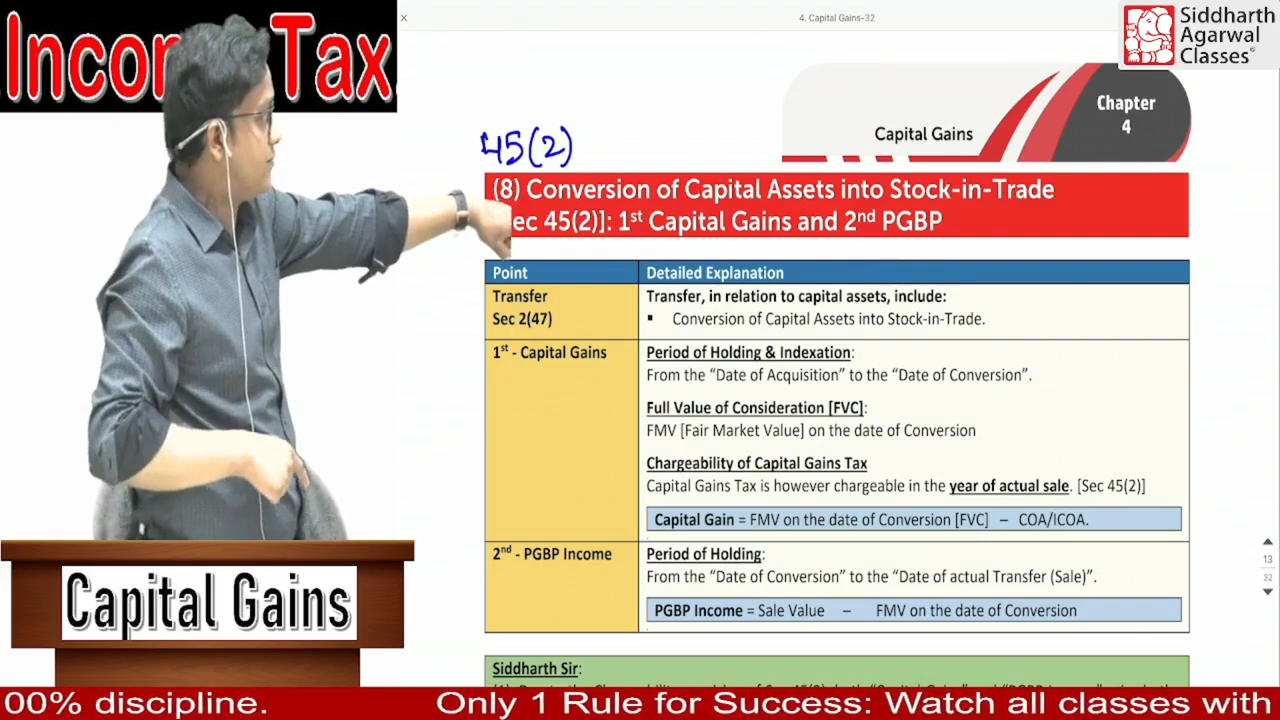 Income Tax
4. Capital Gains-32
Siddharth
Agarwal
Classes
Capital Gains
Chapter
4
45(2)
(8) Conversion of Capital Assets into Stock-in-Trade
ec 45(2)]: 1st Capital Gains and 2nd PGBP
Point Detailed Explanation
Transfer
Sec 2(47)
Transfer, in relation to capital assets, include:
▪ Conversion of Capital Assets into Stock-in-Trade.
1st - Capital Gains
Period of Holding & Indexation:
From the “Date of Acquisition” to the “Date of Conversion”.
Full Value of Consideration [FVC]:
FMV [Fair Market Value] on the date of Conversion
Chargeability of Capital Gains Tax
Capital Gains Tax is however chargeable in the year of actual sale. [Sec 45(2)]
Capital Gain = FMV on the date of Conversion [FVC] – COA/ICOA.
2nd - PGBP Income
Period of Holding:
From the “Date of Conversion” to the “Date of actual Transfer (Sale)”.
PGBP Income = Sale Value – FMV on the date of Conversion
13
32
Siddharth Sir:
Capital Gains
00% discipline. Only 1 Rule for Success: Watch all classes with